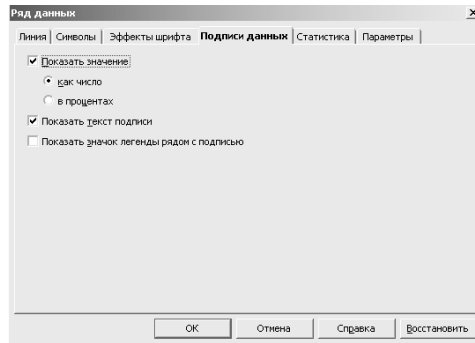 Ряд данных
Линия Символы Эффекты шрифта Подписи данных Статистика Параметры
Показать значение
как число
в процентах
Показать текст подписи
Показать значок легенды рядом с подписью
ОК Отмена Справка Восстановить